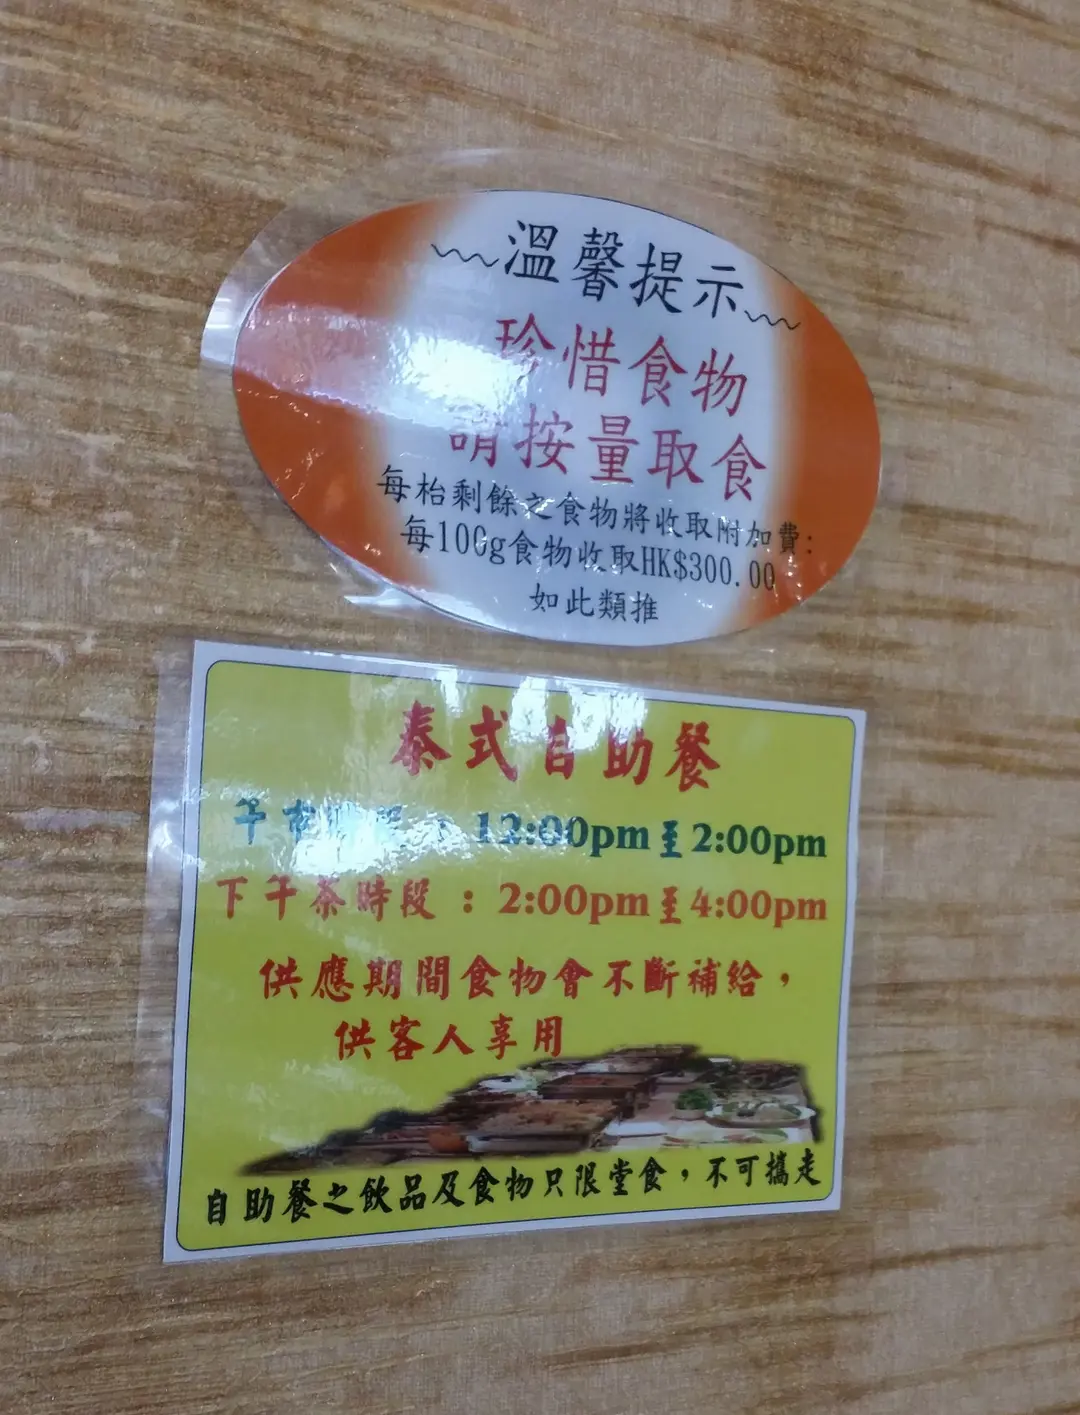 溫馨提示
珍惜食物
請按量取食
每枱剩餘之食物將收取附加費：
每100g食物收取HK$300.00
如此類推
泰式自助餐
午市時段 : 12:00pm至2:00pm
下午茶時段 : 2:00pm至4:00pm
供應期間食物會不斷補給，
供客人享用
自助餐之飲品及食物只限堂食，不可攜走